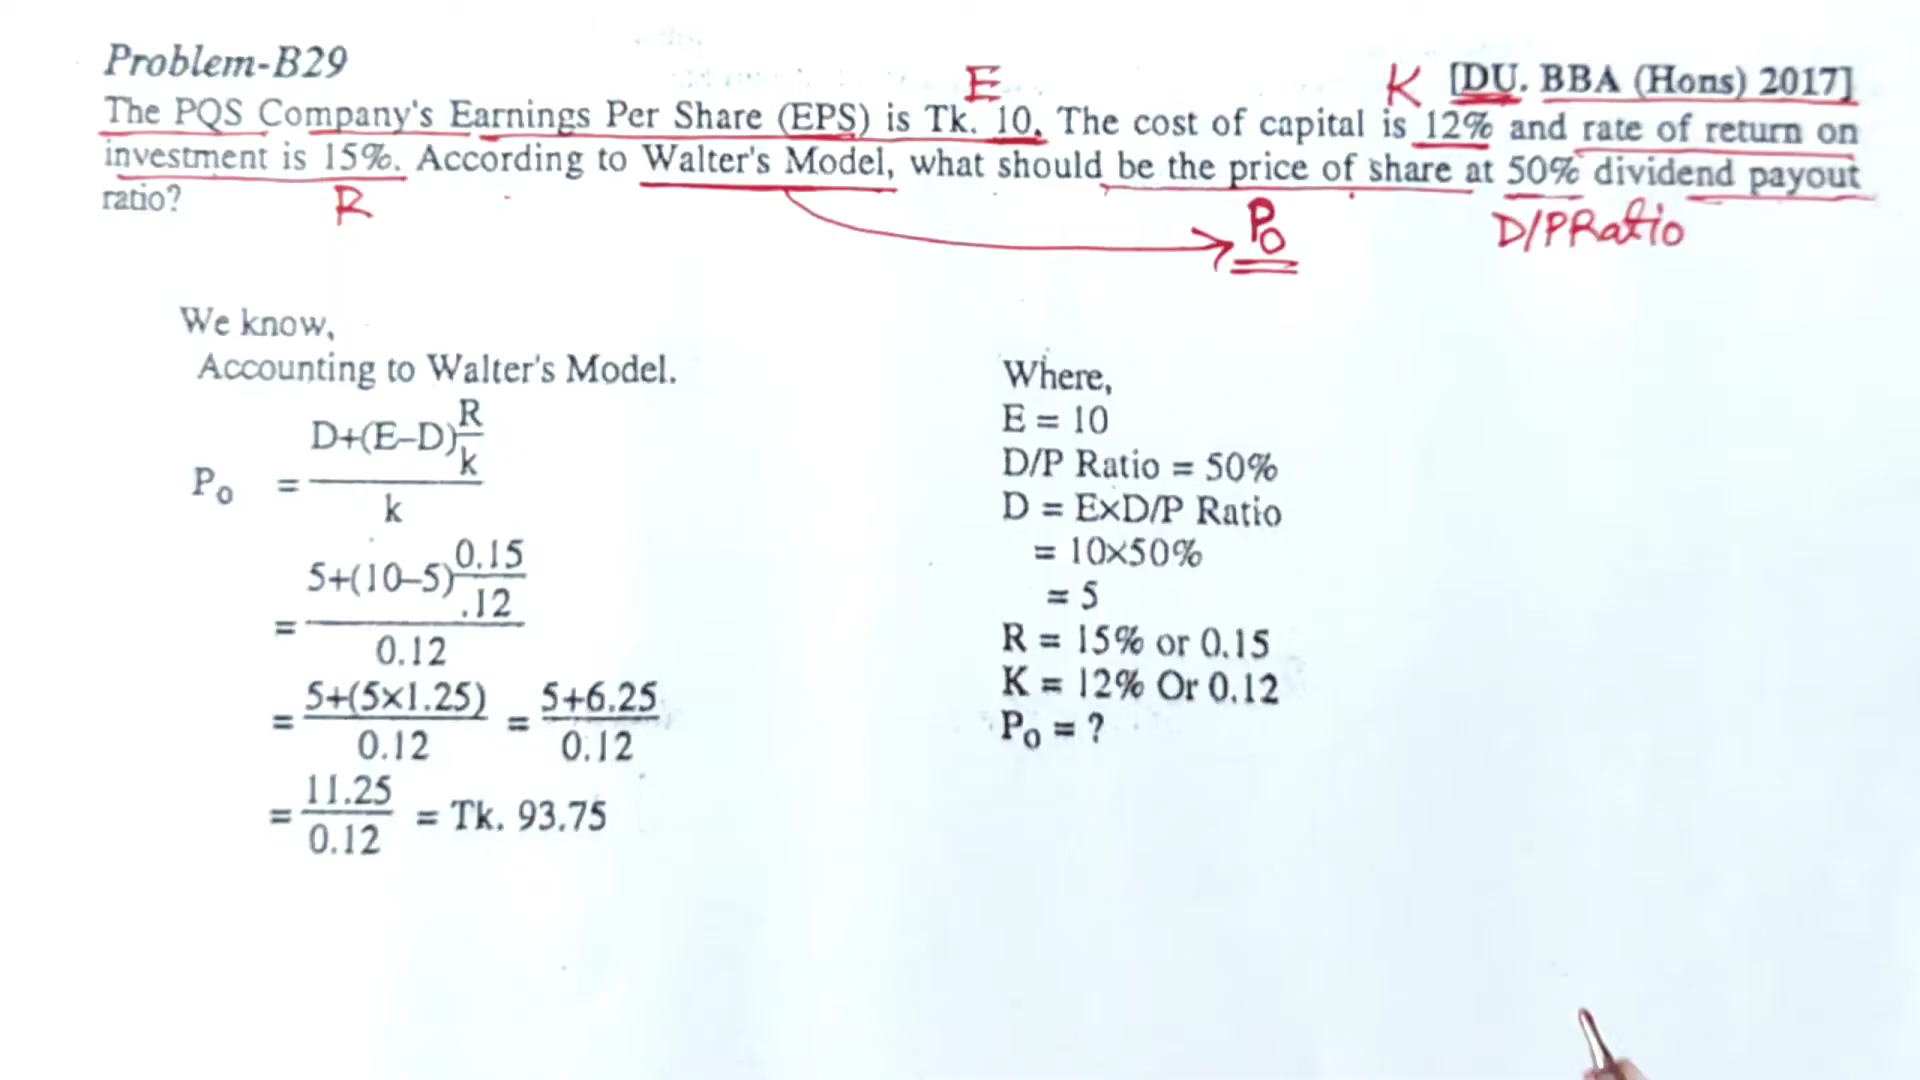 Problem-B29
E
K [DU. BBA (Hons) 2017]
The PQS Company's Earnings Per Share (EPS) is Tk. 10. The cost of capital is 12% and rate of return on
investment is 15%. According to Walter's Model, what should be the price of share at 50% dividend payout
ratio?
R
P0
D/P Ratio
We know,
Accounting to Walter's Model.
P0 = D+(E–D)R/k / k
= 5+(10–5)0.15/.12 / 0.12
= 5+(5×1.25) / 0.12 = 5+6.25 / 0.12
= 11.25 / 0.12 = Tk. 93.75
Where,
E = 10
D/P Ratio = 50%
D = E×D/P Ratio
= 10×50%
= 5
R = 15% or 0.15
K = 12% Or 0.12
P0 = ?